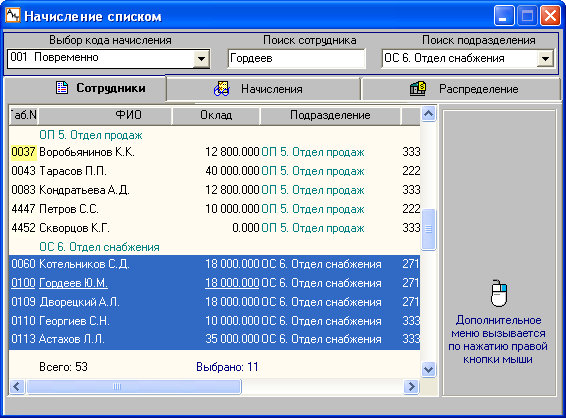 Начисление списком
Выбор кода начисления Поиск сотрудника Поиск подразделения
001 Повременно Гордеев ОС 6. Отдел снабжения
Сотрудники Начисления Распределение
Таб.N ФИО Оклад Подразделение
ОП 5. Отдел продаж
0037 Воробьянинов К.К. 12 800.000 ОП 5. Отдел продаж 333
0043 Тарасов П.П. 40 000.000 ОП 5. Отдел продаж 222
0083 Кондратьева А.Д. 12 800.000 ОП 5. Отдел продаж 333
4447 Петров С.С. 10 000.000 ОП 5. Отдел продаж 222
4452 Скворцов К.Г. 0.000 ОП 5. Отдел продаж 333
ОС 6. Отдел снабжения
0060 Котельников С.Д. 18 000.000 ОС 6. Отдел снабжения 271
0100 Гордеев Ю.М. 18 000.000 ОС 6. Отдел снабжения 271
0109 Дворецкий А.Л. 18 000.000 ОС 6. Отдел снабжения 271
0110 Георгиев С.Н. 10 000.000 ОС 6. Отдел снабжения 271
0113 Астахов Л.Л. 35 000.000 ОС 6. Отдел снабжения 271
Всего: 53 Выбрано: 11
Дополнительное
меню вызывается
по нажатию правой
кнопки мыши